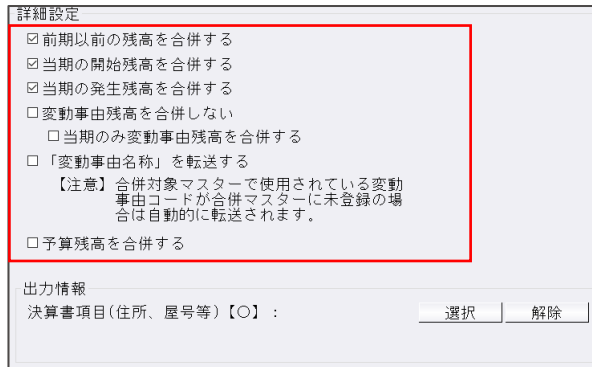 詳細設定
☑前期以前の残高を合併する
☑当期の開始残高を合併する
☑当期の発生残高を合併する
□変動事由残高を合併しない
□当期のみ変動事由残高を合併する
□「変動事由名称」を転送する
【注意】合併対象マスターで使用されている変動
事由コードが合併マスターに未登録の場
合は自動的に転送されます。
□予算残高を合併する
出力情報
決算書項目(住所、屋号等)【○】： 選択 解除